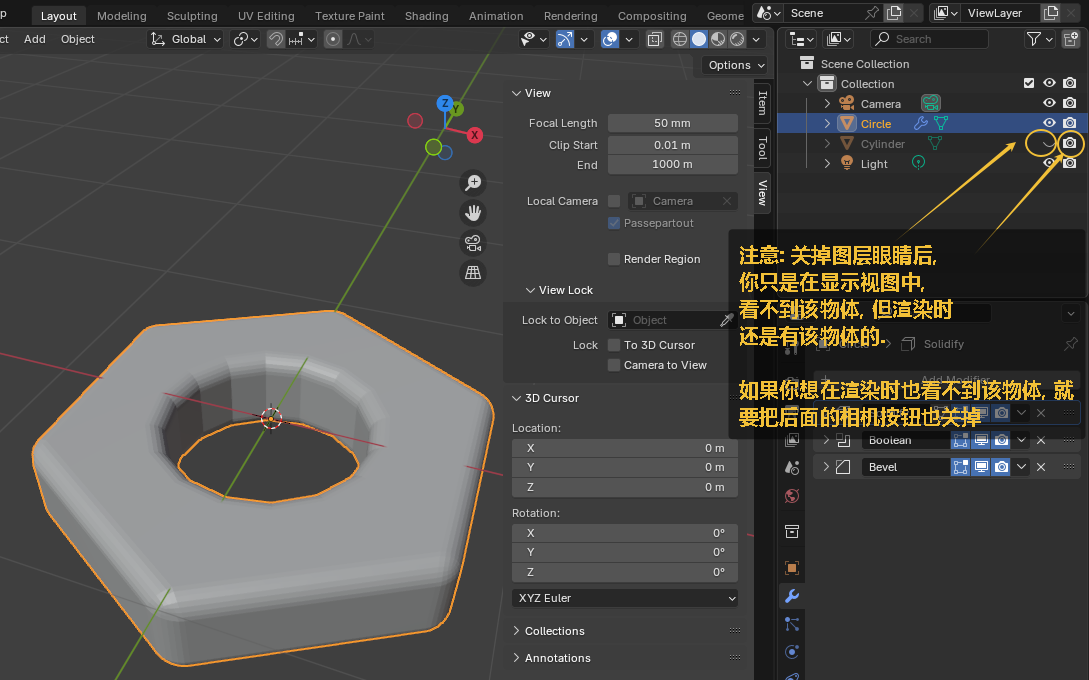 p
Layout Modeling Sculpting UV Editing Texture Paint Shading Animation Rendering Compositing Geome
Scene
ViewLayer
ct Add Object
Global
Search
Options
Scene Collection
Collection
Camera
Circle
Cylinder
Light
Z
Y
X
Item
Tool
View
View
Focal Length 50 mm
Clip Start 0.01 m
End 1000 m
Local Camera Camera
Passepartout
Render Region
View Lock
Lock to Object Object
Lock To 3D Cursor
Camera to View
3D Cursor
Location:
X 0 m
Y 0 m
Z 0 m
Rotation:
X 0°
Y 0°
Z 0°
XYZ Euler
Collections
Annotations
注意: 关掉图层眼睛后,
你只是在显示视图中,
看不到该物体, 但渲染时
还是有该物体的.
如果你想在渲染时也看不到该物体, 就
要把后面的相机按钮也关掉
Solidify
Add Modifier
Boolean
Bevel